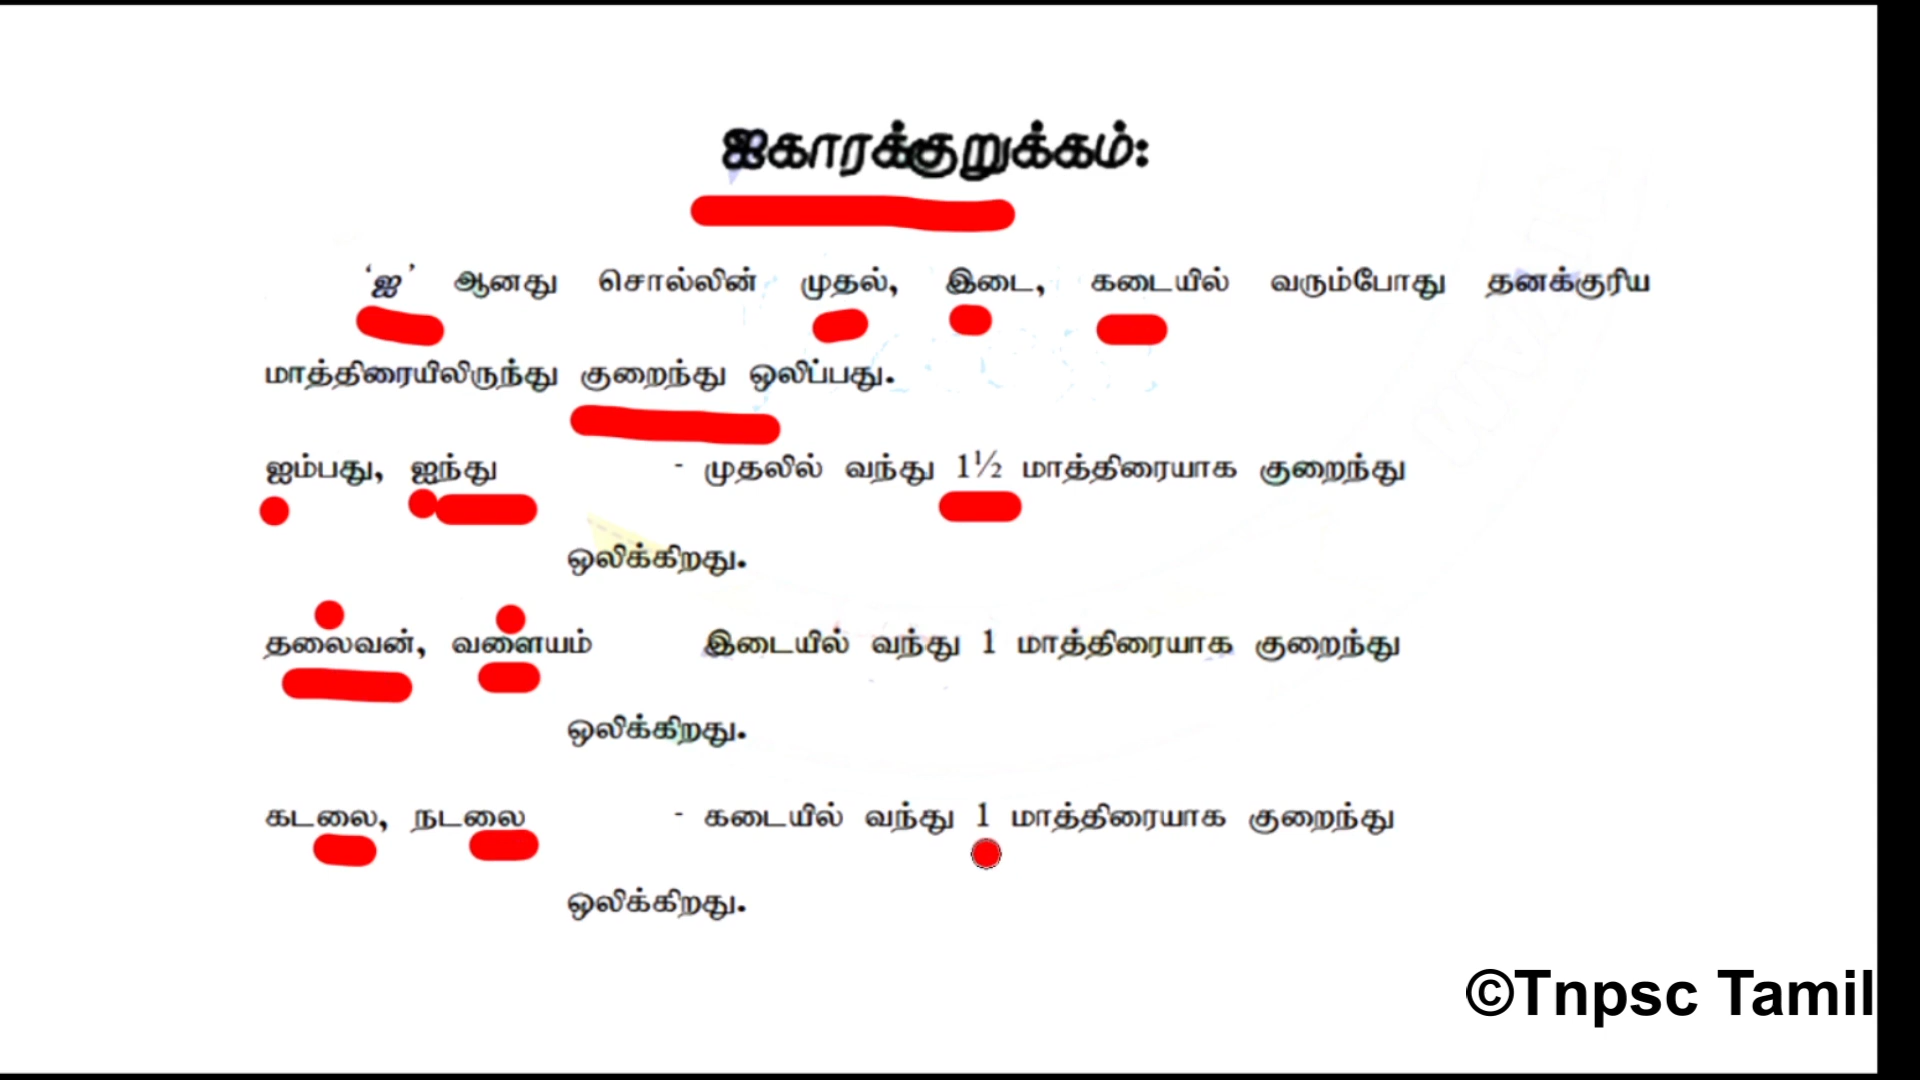 ஐகாரக்குறுக்கம்:
‘ஐ’ ஆனது சொல்லின் முதல், இடை, கடையில் வரும்போது தனக்குரிய
மாத்திரையிலிருந்து குறைந்து ஒலிப்பது.
ஐம்பது, ஐந்து - முதலில் வந்து 1½ மாத்திரையாக குறைந்து
ஒலிக்கிறது.
தலைவன், வளையம் இடையில் வந்து 1 மாத்திரையாக குறைந்து
ஒலிக்கிறது.
கடலை, நடலை - கடையில் வந்து 1 மாத்திரையாக குறைந்து
ஒலிக்கிறது.
©Tnpsc Tamil